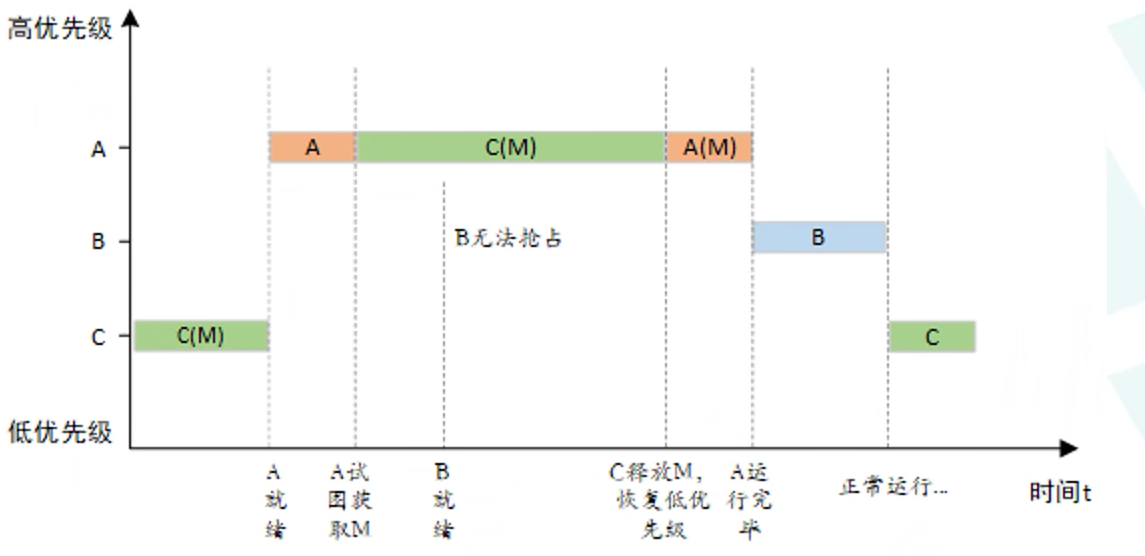 高优先级
A
A
C(M)
A(M)
B
B无法抢占
B
C
C(M)
C
低优先级
A
就
绪
A试
图获
取M
B
就
绪
C释放M，
恢复低优
先级
A运
行完
毕
正常运行...
时间t